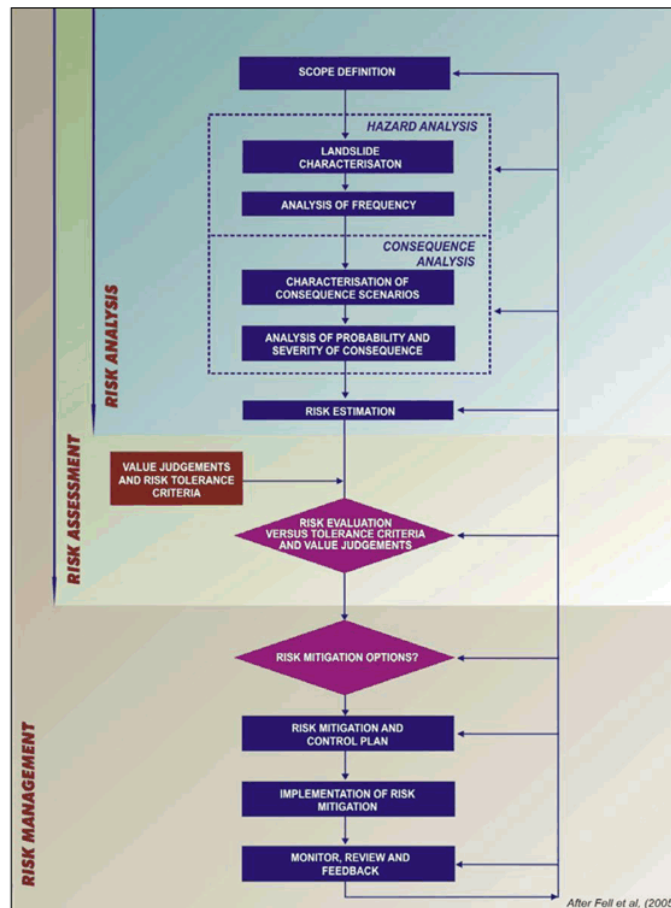 SCOPE DEFINITION
HAZARD ANALYSIS
LANDSLIDE
CHARACTERISATON
ANALYSIS OF FREQUENCY
CONSEQUENCE
ANALYSIS
CHARACTERISATION OF
CONSEQUENCE SCENARIOS
ANALYSIS OF PROBABILITY AND
SEVERITY OF CONSEQUENCE
RISK ANALYSIS
RISK ESTIMATION
VALUE JUDGEMENTS
AND RISK TOLERANCE
CRITERIA
RISK ASSESSMENT
RISK EVALUATION
VERSUS TOLERANCE CRITERIA
AND VALUE JUDGEMENTS
RISK MITIGATION OPTIONS?
RISK MITIGATION AND
CONTROL PLAN
IMPLEMENTATION OF RISK
MITIGATION
RISK MANAGEMENT
MONITOR, REVIEW AND
FEEDBACK
After Fell et al, (200